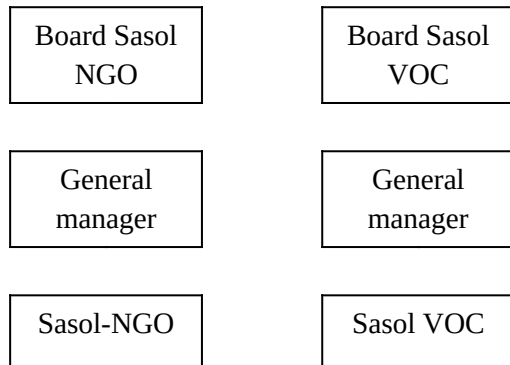 Board Sasol
NGO
Board Sasol
VOC
General
manager
General
manager
Sasol-NGO
Sasol VOC